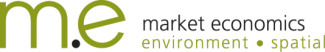 m.e
market economics
environment • spatial